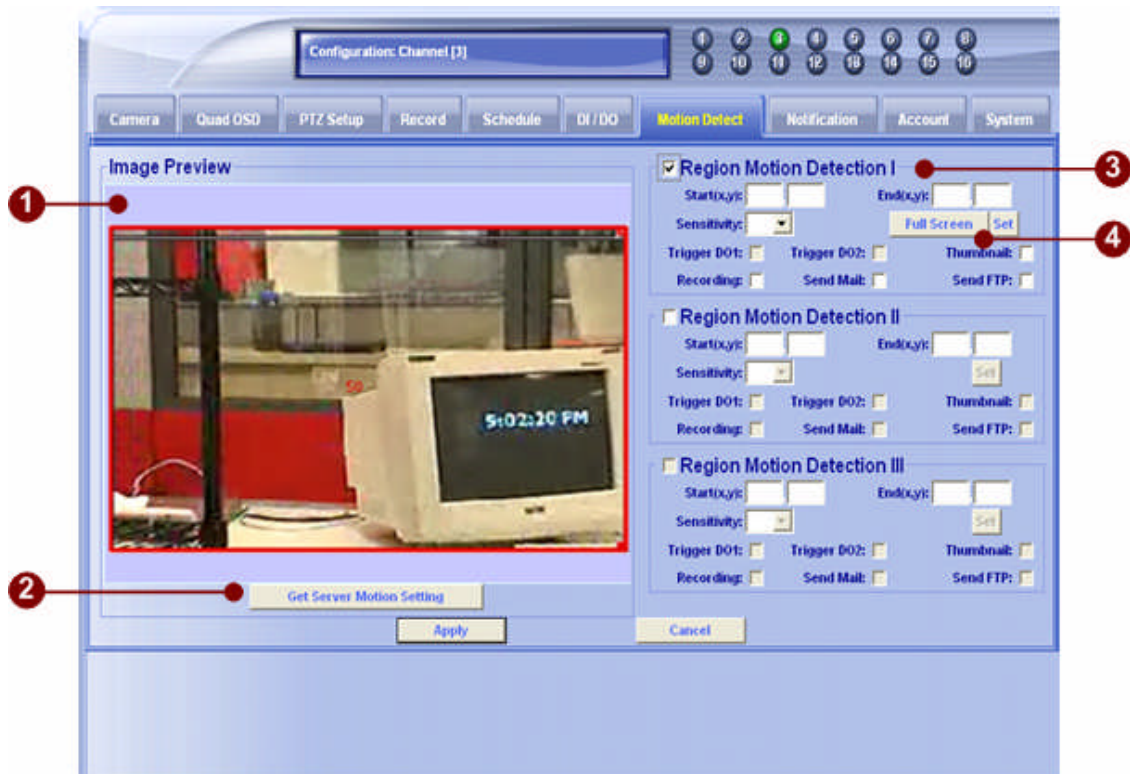 Configuration: Channel [3]
1 2 3 4 5 6 7 8
9 10 11 12 13 14 15 16
Camera Quad OSD PTZ Setup Record Schedule DI / DO Motion Detect Notification Account System
Image Preview
1
5:02:20 PM
50
2
Get Server Motion Setting
Apply
Cancel
Region Motion Detection I
3
Start(x,y): End(x,y):
Sensitivity: Full Screen Set
4
Trigger DO1: Trigger DO2: Thumbnail:
Recording: Send Mail: Send FTP:
Region Motion Detection II
Start(x,y): End(x,y):
Sensitivity: Set
Trigger DO1: Trigger DO2: Thumbnail:
Recording: Send Mail: Send FTP:
Region Motion Detection III
Start(x,y): End(x,y):
Sensitivity: Set
Trigger DO1: Trigger DO2: Thumbnail:
Recording: Send Mail: Send FTP: